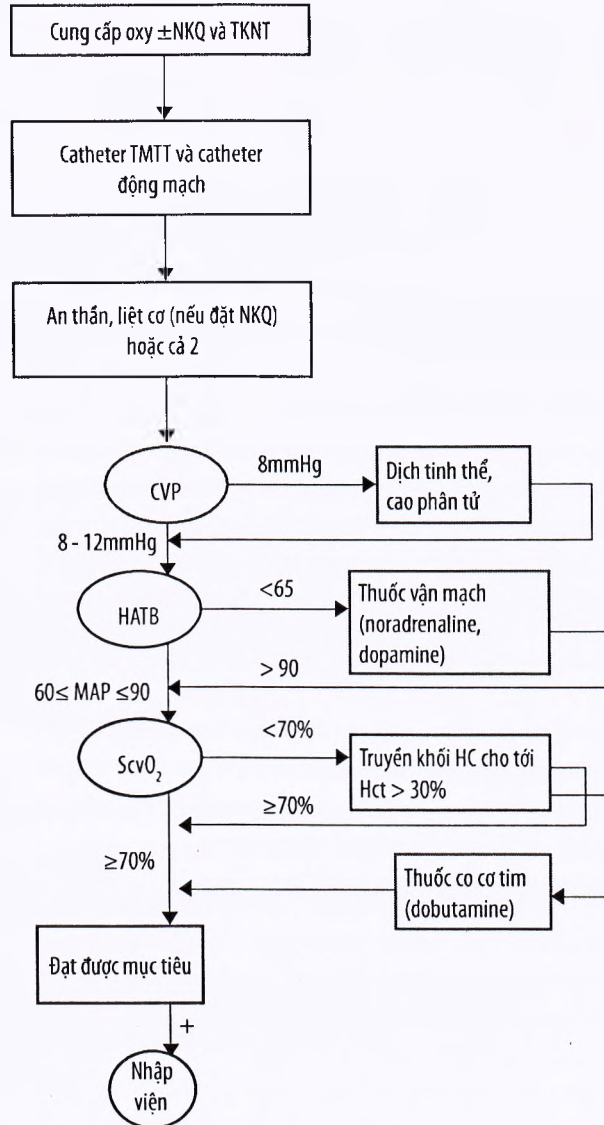 Cung cấp oxy ±NKQ và TKNT
Catheter TMTT và catheter
động mạch
An thần, liệt cơ (nếu đặt NKQ)
hoặc cả 2
CVP
8mmHg
Dịch tinh thể,
cao phân tử
8 - 12mmHg
HATB
<65
Thuốc vận mạch
(noradrenaline,
dopamine)
> 90
60≤ MAP ≤90
ScvO₂
<70%
Truyền khối HC cho tới
Hct > 30%
≥70%
≥70%
Thuốc co cơ tim
(dobutamine)
Đạt được mục tiêu
+
Nhập
viện